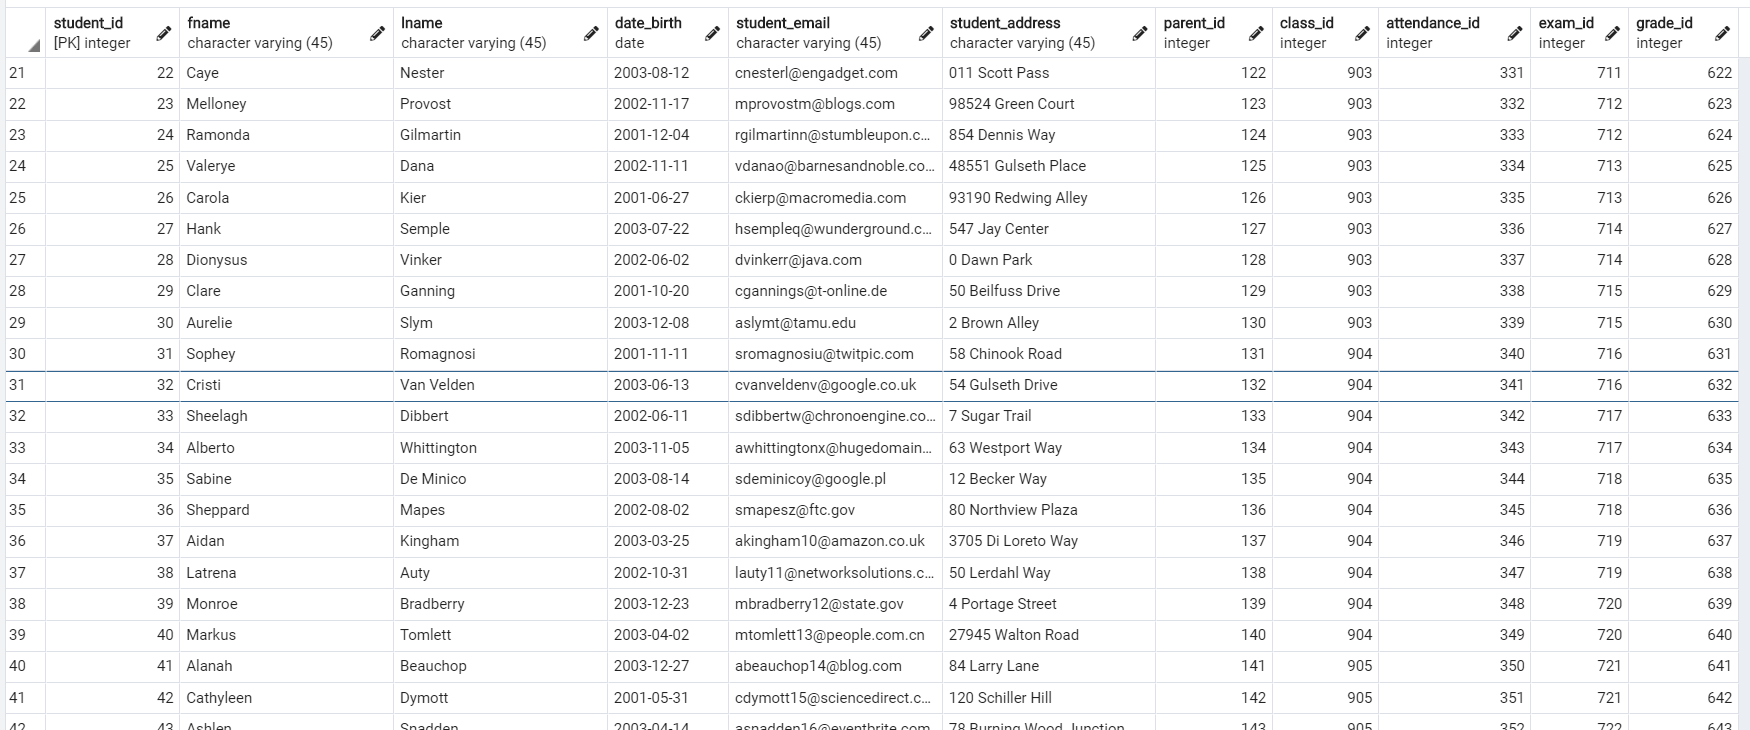 student_id fname lname date_birth student_email student_address parent_id class_id attendance_id exam_id grade_id
[PK] integer character varying (45) character varying (45) date character varying (45) character varying (45) integer integer integer integer integer
21 22 Caye Nester 2003-08-12 cnesterl@engadget.com 011 Scott Pass 122 903 331 711 622
22 23 Melloney Provost 2002-11-17 mprovostm@blogs.com 98524 Green Court 123 903 332 712 623
23 24 Ramonda Gilmartin 2001-12-04 rgilmartinn@stumbleupon.c... 854 Dennis Way 124 903 333 712 624
24 25 Valerye Dana 2002-11-11 vdanao@barnesandnoble.co... 48551 Gulseth Place 125 903 334 713 625
25 26 Carola Kier 2001-06-27 ckierp@macromedia.com 93190 Redwing Alley 126 903 335 713 626
26 27 Hank Semple 2003-07-22 hsempleq@wunderground.c... 547 Jay Center 127 903 336 714 627
27 28 Dionysus Vinker 2002-06-02 dvinkerr@java.com 0 Dawn Park 128 903 337 714 628
28 29 Clare Ganning 2001-10-20 cgannings@t-online.de 50 Beilfuss Drive 129 903 338 715 629
29 30 Aurelie Slym 2003-12-08 aslymt@tamu.edu 2 Brown Alley 130 903 339 715 630
30 31 Sophey Romagnosi 2001-11-11 sromagnosiu@twitpic.com 58 Chinook Road 131 904 340 716 631
31 32 Cristi Van Velden 2003-06-13 cvanveldenv@google.co.uk 54 Gulseth Drive 132 904 341 716 632
32 33 Sheelagh Dibbert 2002-06-11 sdibbertw@chronoengine.co... 7 Sugar Trail 133 904 342 717 633
33 34 Alberto Whittington 2003-11-05 awhittingtonx@hugedomain... 63 Westport Way 134 904 343 717 634
34 35 Sabine De Minico 2003-08-14 sdeminicoy@google.pl 12 Becker Way 135 904 344 718 635
35 36 Sheppard Mapes 2002-08-02 smapesz@ftc.gov 80 Northview Plaza 136 904 345 718 636
36 37 Aidan Kingham 2003-03-25 akingham10@amazon.co.uk 3705 Di Loreto Way 137 904 346 719 637
37 38 Latrena Auty 2002-10-31 lauty11@networksolutions.c... 50 Lerdahl Way 138 904 347 719 638
38 39 Monroe Bradberry 2003-12-23 mbradberry12@state.gov 4 Portage Street 139 904 348 720 639
39 40 Markus Tomlett 2003-04-02 mtomlett13@people.com.cn 27945 Walton Road 140 904 349 720 640
40 41 Alanah Beauchop 2003-12-27 abeauchop14@blog.com 84 Larry Lane 141 905 350 721 641
41 42 Cathyleen Dymott 2001-05-31 cdymott15@sciencedirect.c... 120 Schiller Hill 142 905 351 721 642
42 43 Ashlen Snadden 2003-04-14 asnadden16@eventbrite.com 78 Burning Wood Junction 143 905 352 722 643